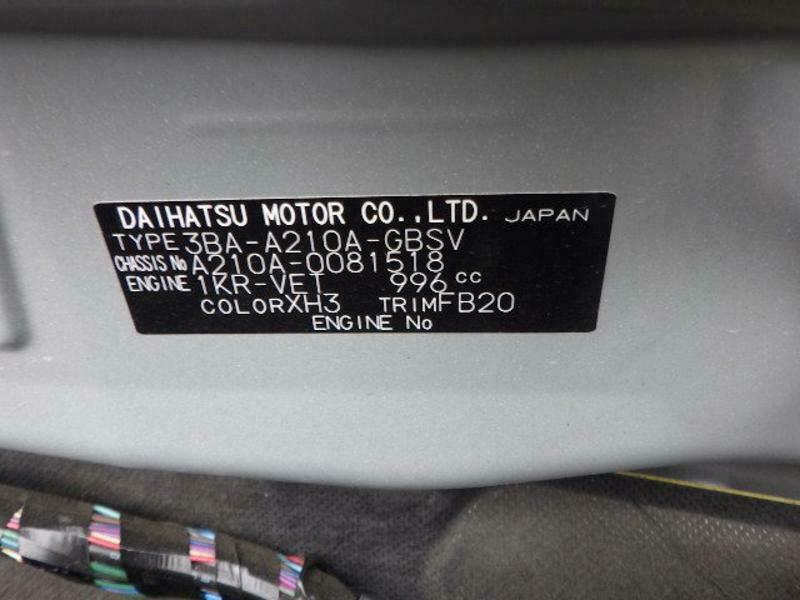 DAIHATSU MOTOR CO.,LTD. JAPAN
TYPE 3BA-A210A-GBSV
CHASSIS No A210A-0081518
ENGINE 1KR-VET 996 cc
COLOR XH3 TRIM FB20
ENGINE No